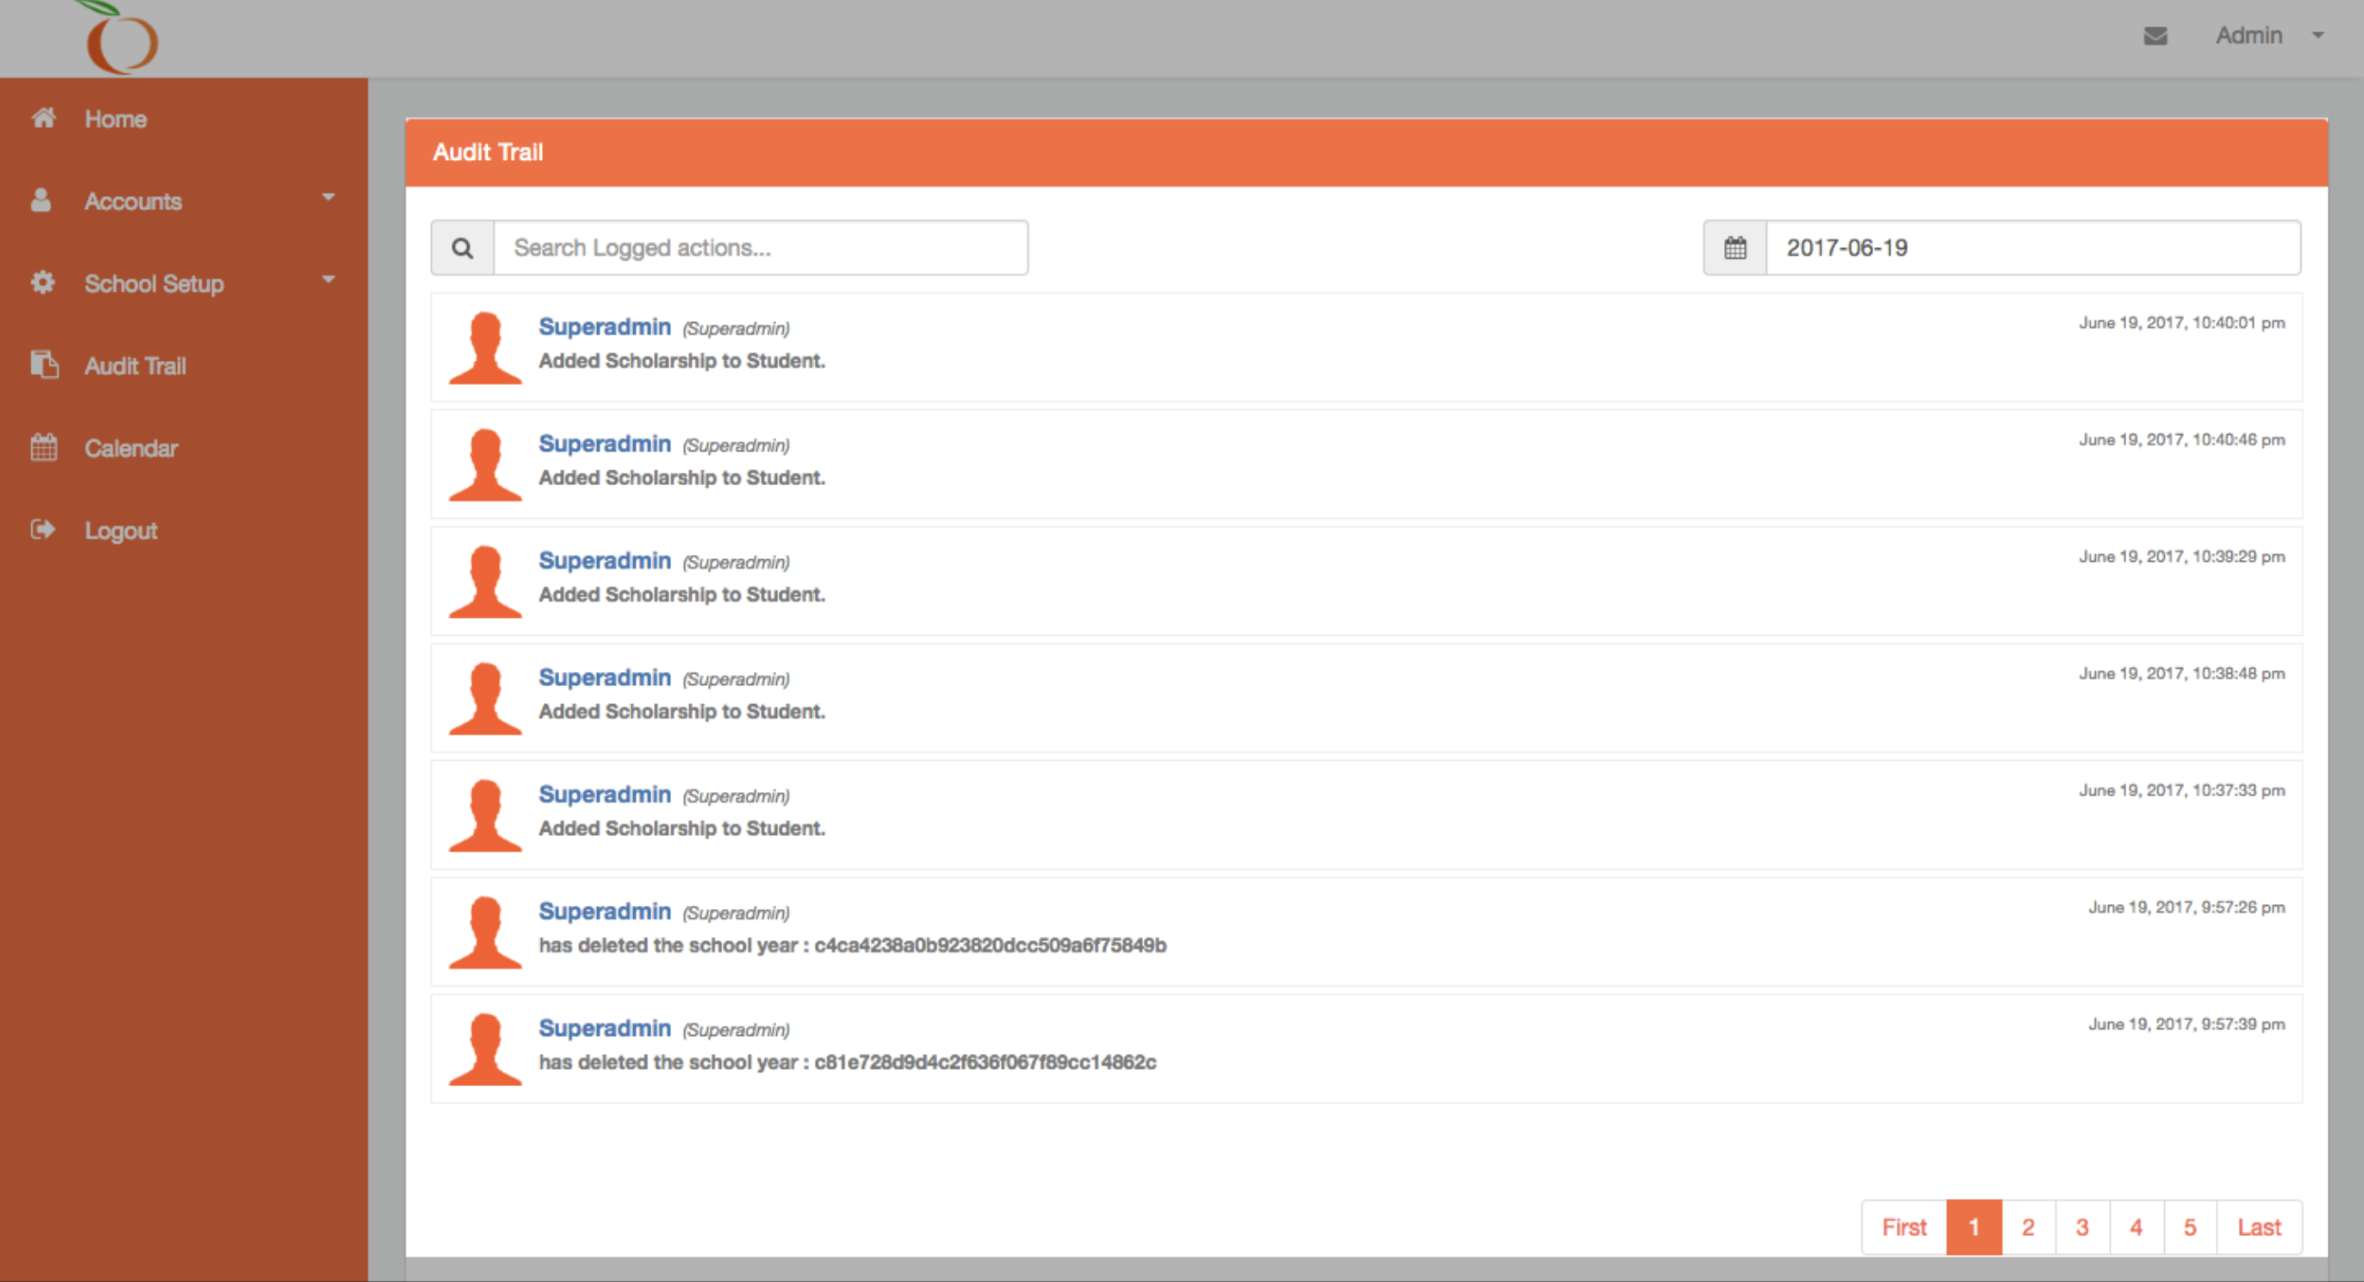 Admin
Home
Accounts
School Setup
Audit Trail
Calendar
Logout
Audit Trail
Search Logged actions...
2017-06-19
Superadmin (Superadmin) June 19, 2017, 10:40:01 pm
Added Scholarship to Student.
Superadmin (Superadmin) June 19, 2017, 10:40:46 pm
Added Scholarship to Student.
Superadmin (Superadmin) June 19, 2017, 10:39:29 pm
Added Scholarship to Student.
Superadmin (Superadmin) June 19, 2017, 10:38:48 pm
Added Scholarship to Student.
Superadmin (Superadmin) June 19, 2017, 10:37:33 pm
Added Scholarship to Student.
Superadmin (Superadmin) June 19, 2017, 9:57:26 pm
has deleted the school year : c4ca4238a0b923820dcc509a6f75849b
Superadmin (Superadmin) June 19, 2017, 9:57:39 pm
has deleted the school year : c81e728d9d4c2f636f067f89cc14862c
First 1 2 3 4 5 Last